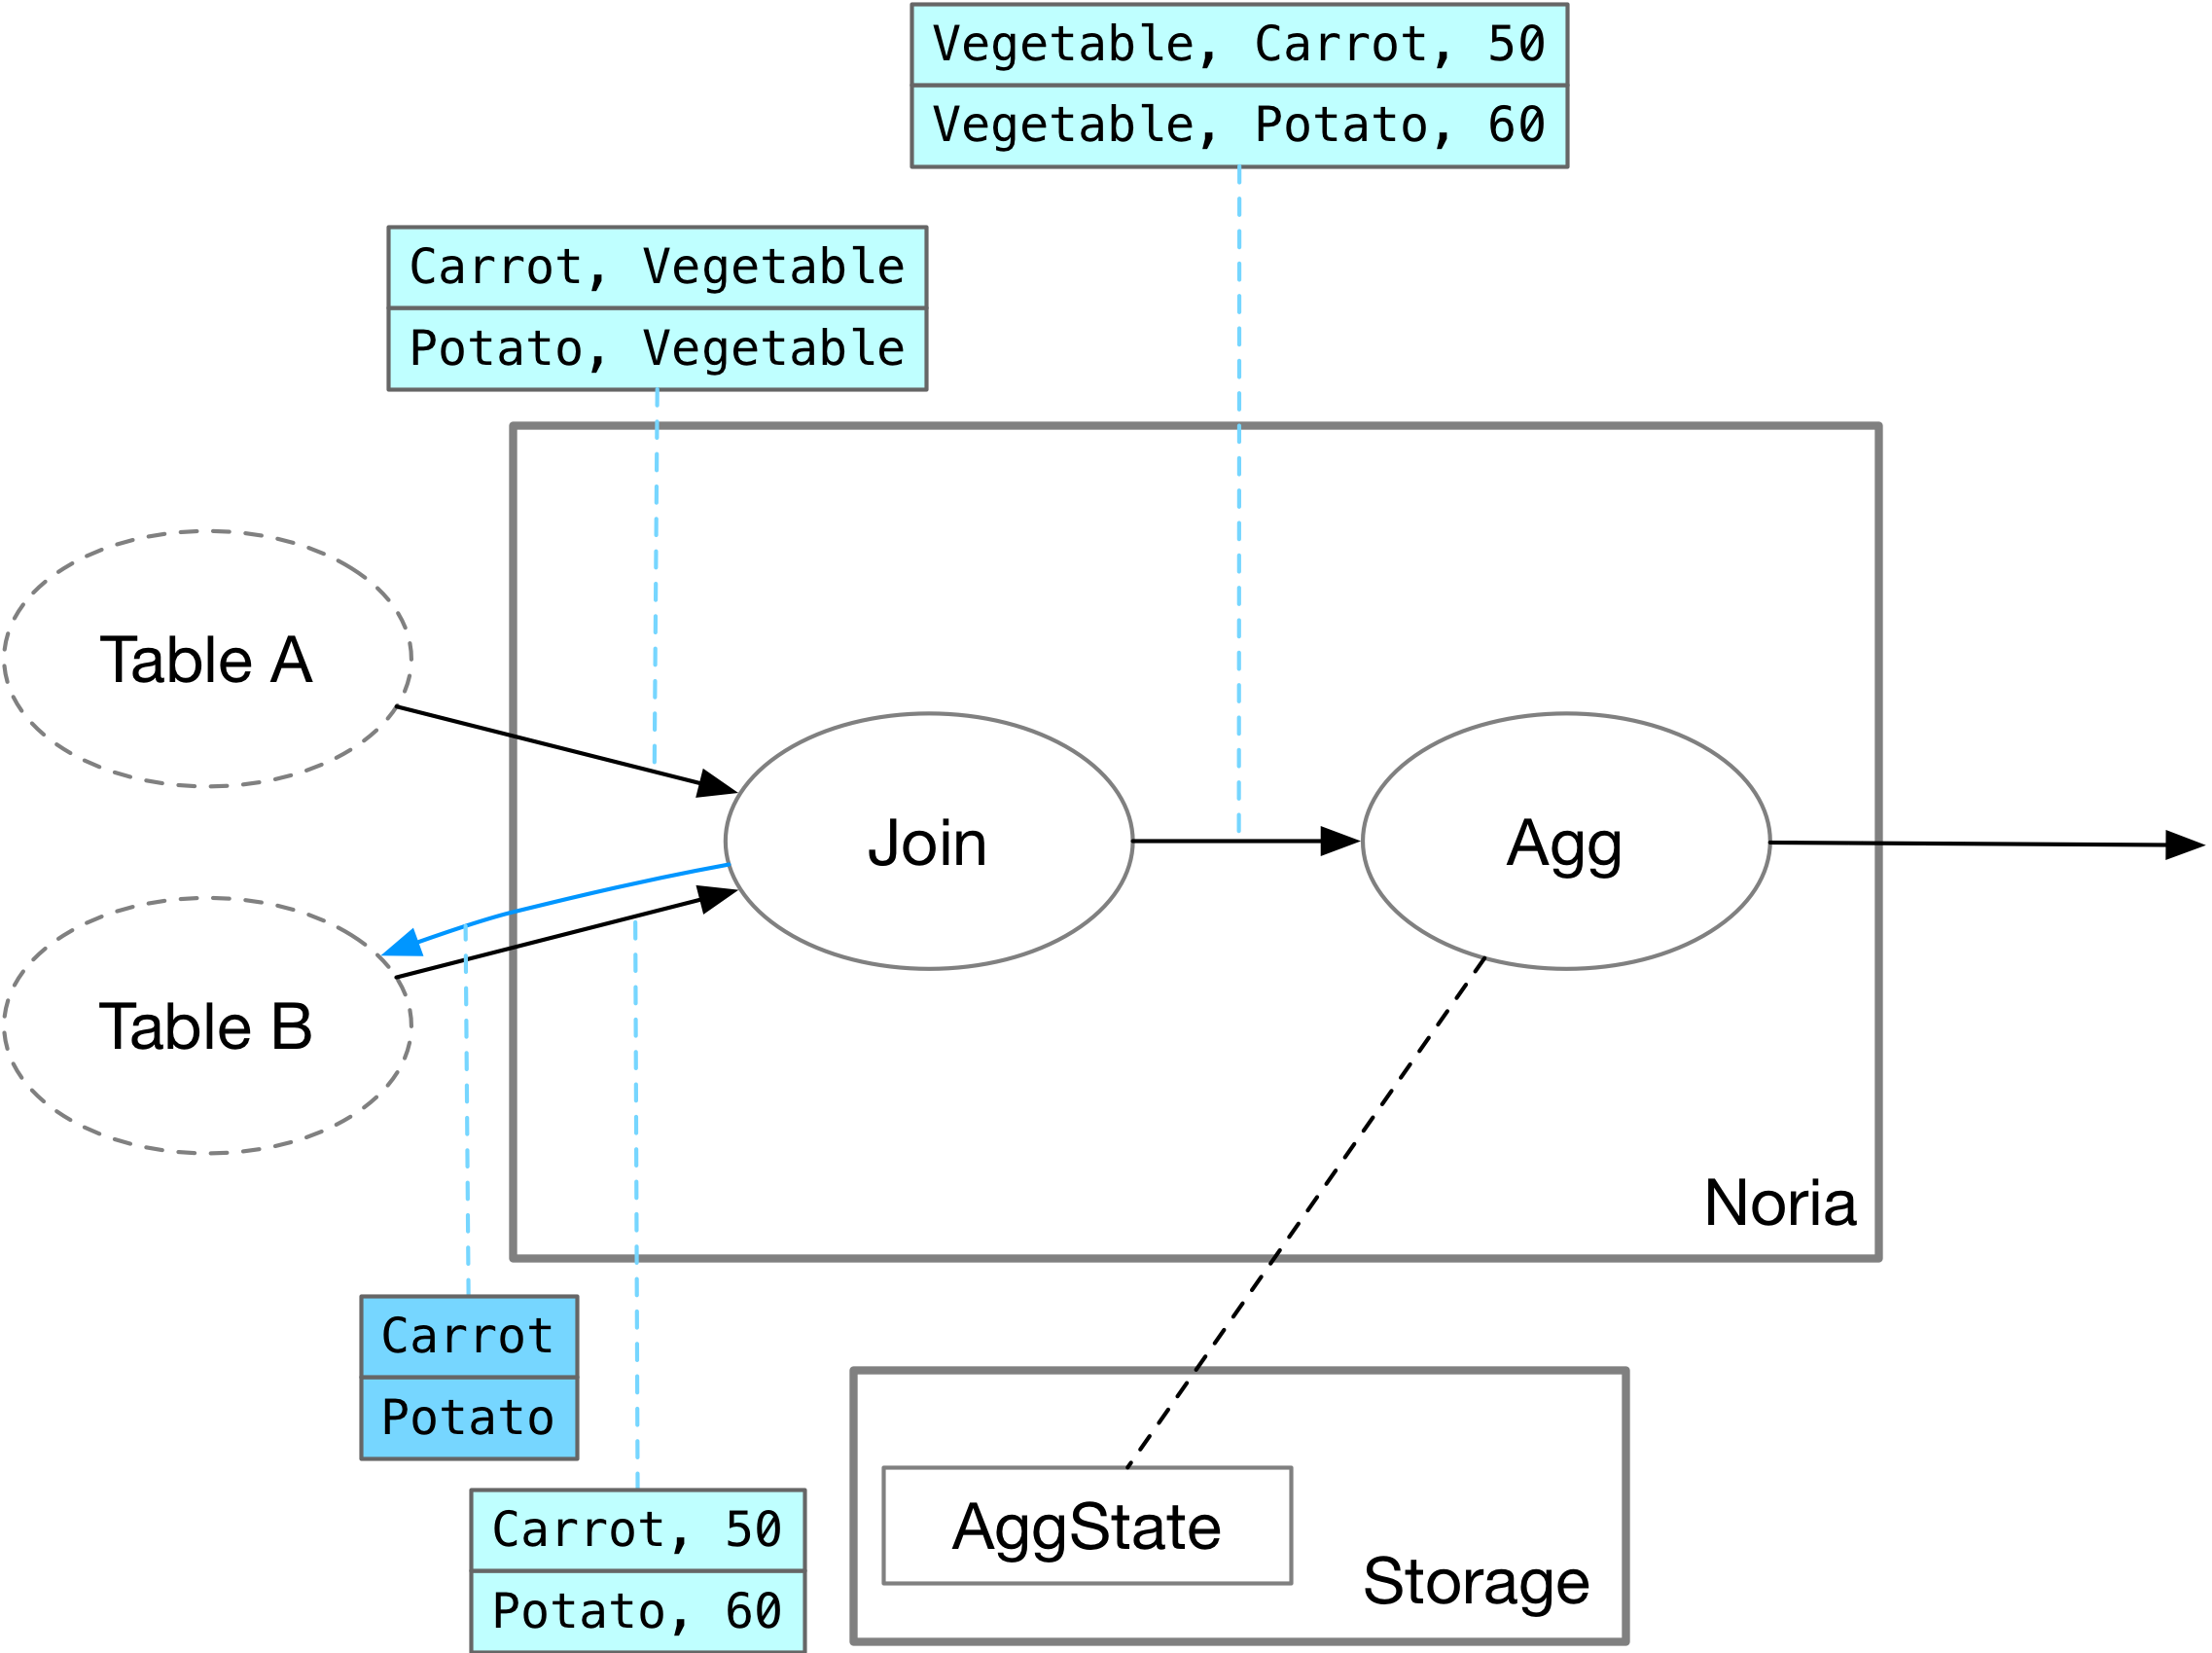 Vegetable, Carrot, 50
Vegetable, Potato, 60
Carrot, Vegetable
Potato, Vegetable
Table A
Join
Agg
Table B
Noria
Carrot
Potato
Carrot, 50
Potato, 60
AggState
Storage